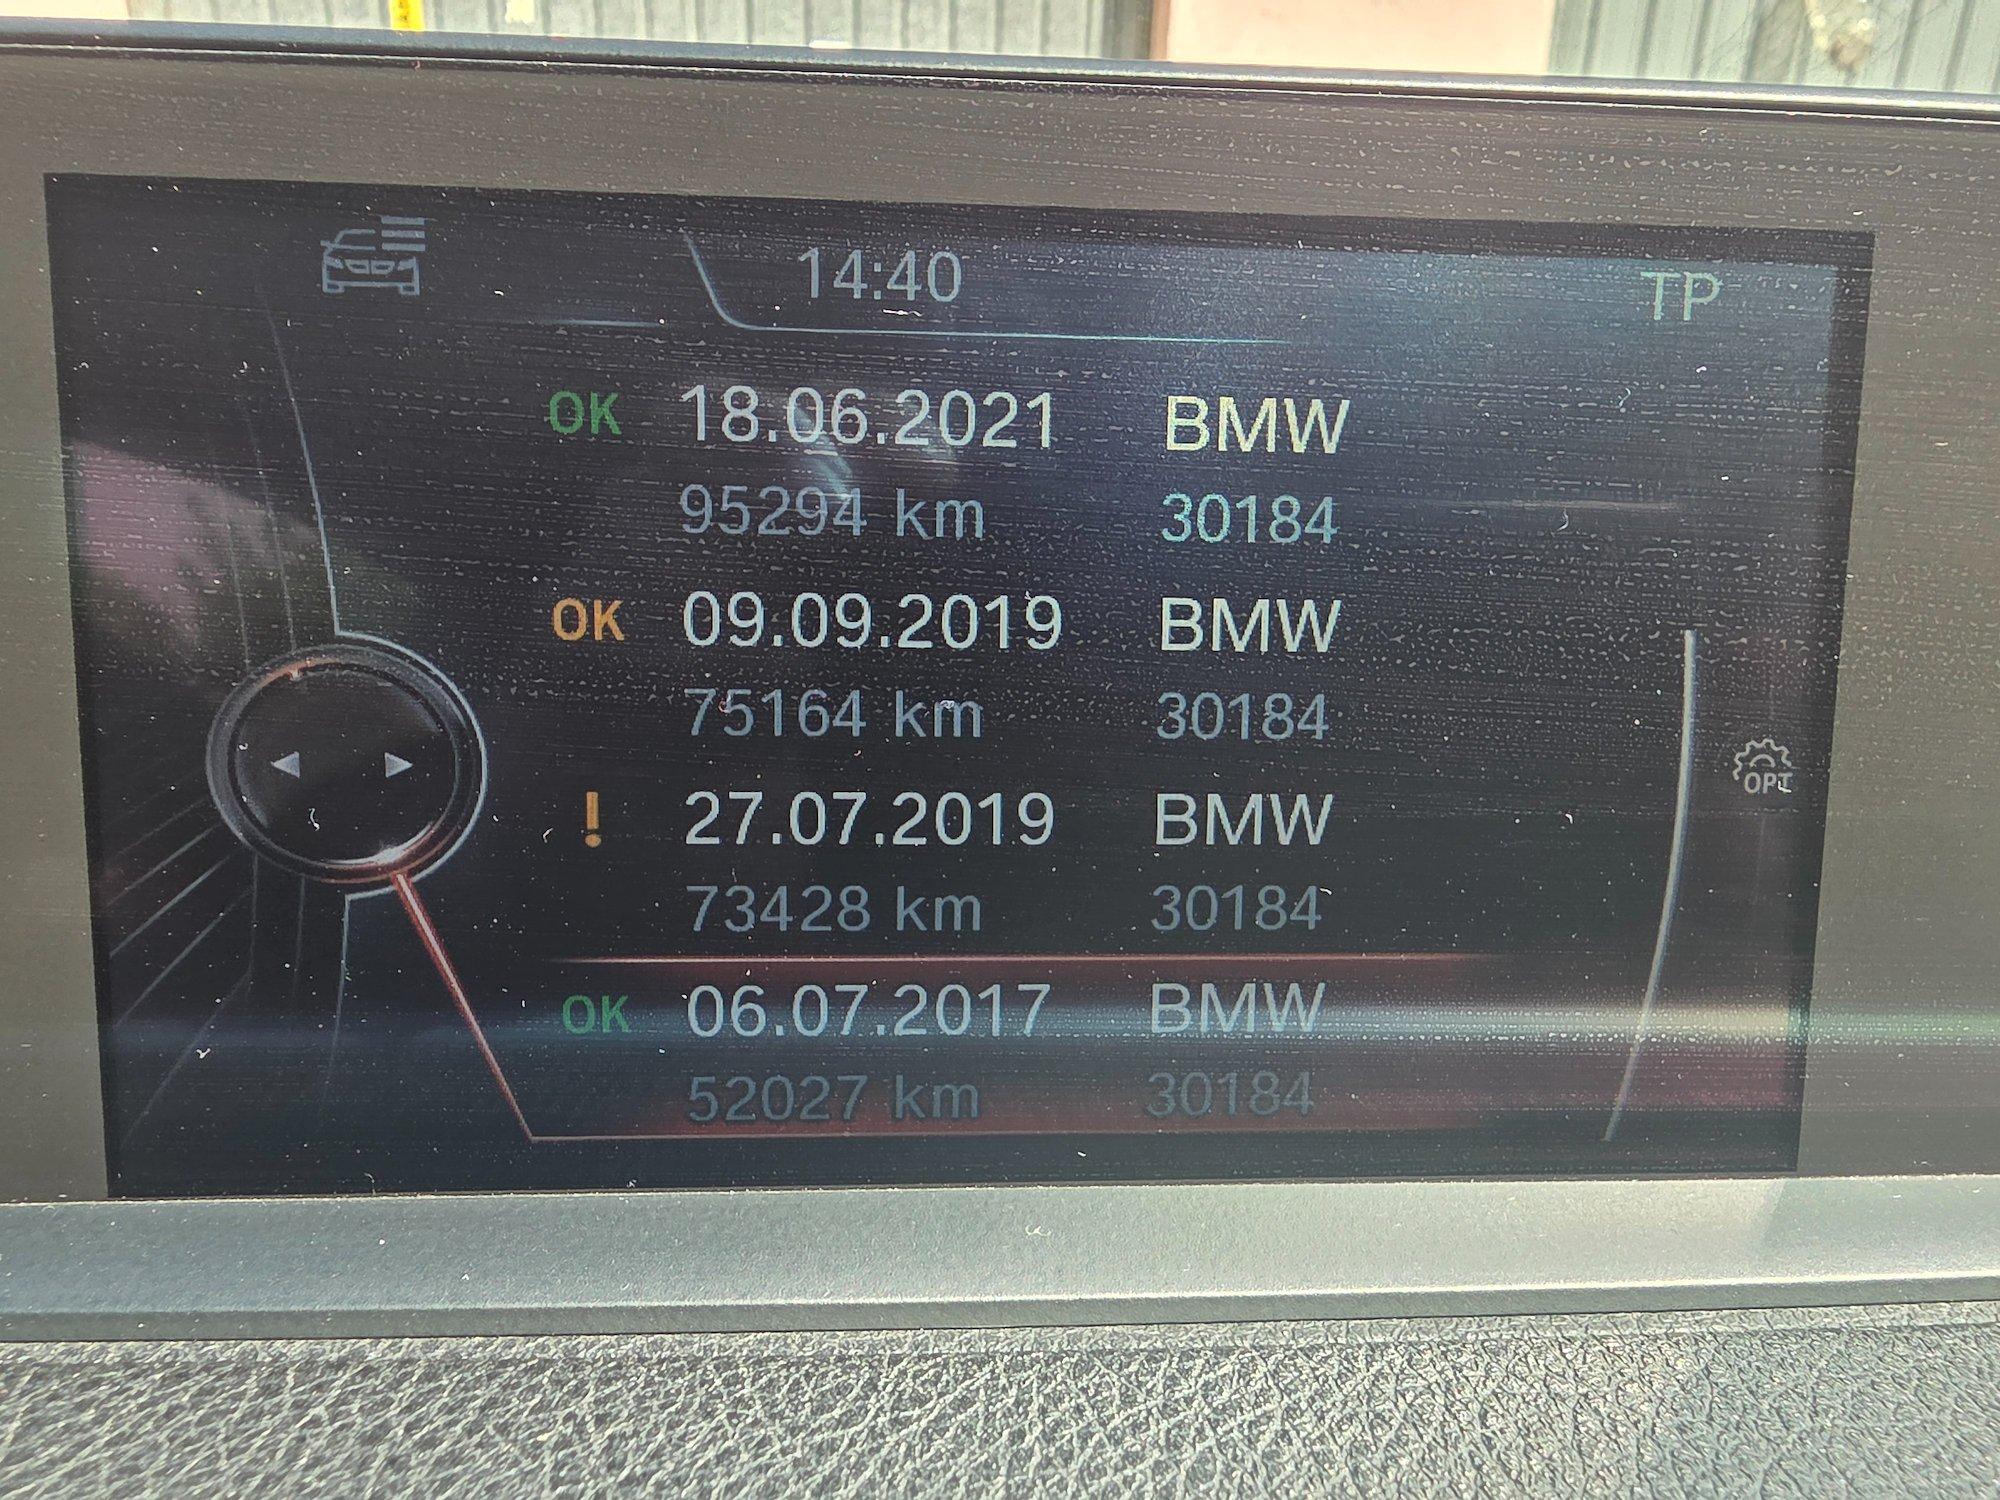 14:40 TP
OK 18.06.2021 BMW
95294 km 30184
OK 09.09.2019 BMW
75164 km 30184
! 27.07.2019 BMW
73428 km 30184
OPT
OK 06.07.2017 BMW
52027 km 30184